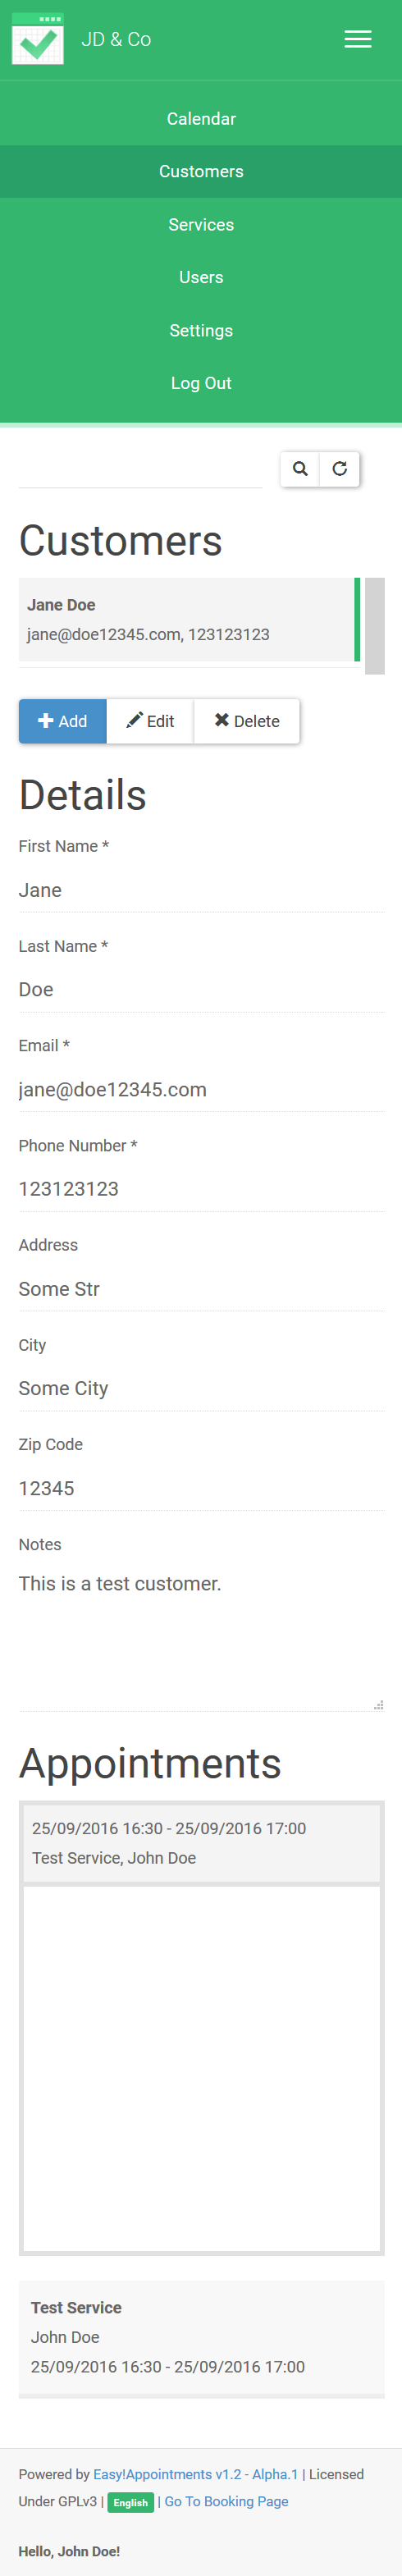 JD & Co
Calendar
Customers
Services
Users
Settings
Log Out
Customers
Jane Doe
jane@doe12345.com, 123123123
Add Edit Delete
Details
First Name *
Jane
Last Name *
Doe
Email *
jane@doe12345.com
Phone Number *
123123123
Address
Some Str
City
Some City
Zip Code
12345
Notes
This is a test customer.
Appointments
25/09/2016 16:30 - 25/09/2016 17:00
Test Service, John Doe
Test Service
John Doe
25/09/2016 16:30 - 25/09/2016 17:00
Powered by Easy!Appointments v1.2 - Alpha.1 | Licensed
Under GPLv3 | English | Go To Booking Page
Hello, John Doe!